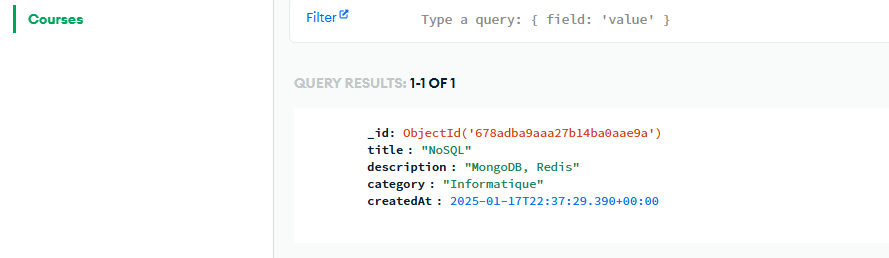 Courses
Filter
Type a query: { field: 'value' }
QUERY RESULTS: 1-1 OF 1
_id: ObjectId('678adba9aaa27b14ba0aae9a')
title : "NoSQL"
description : "MongoDB, Redis"
category : "Informatique"
createdAt : 2025-01-17T22:37:29.390+00:00